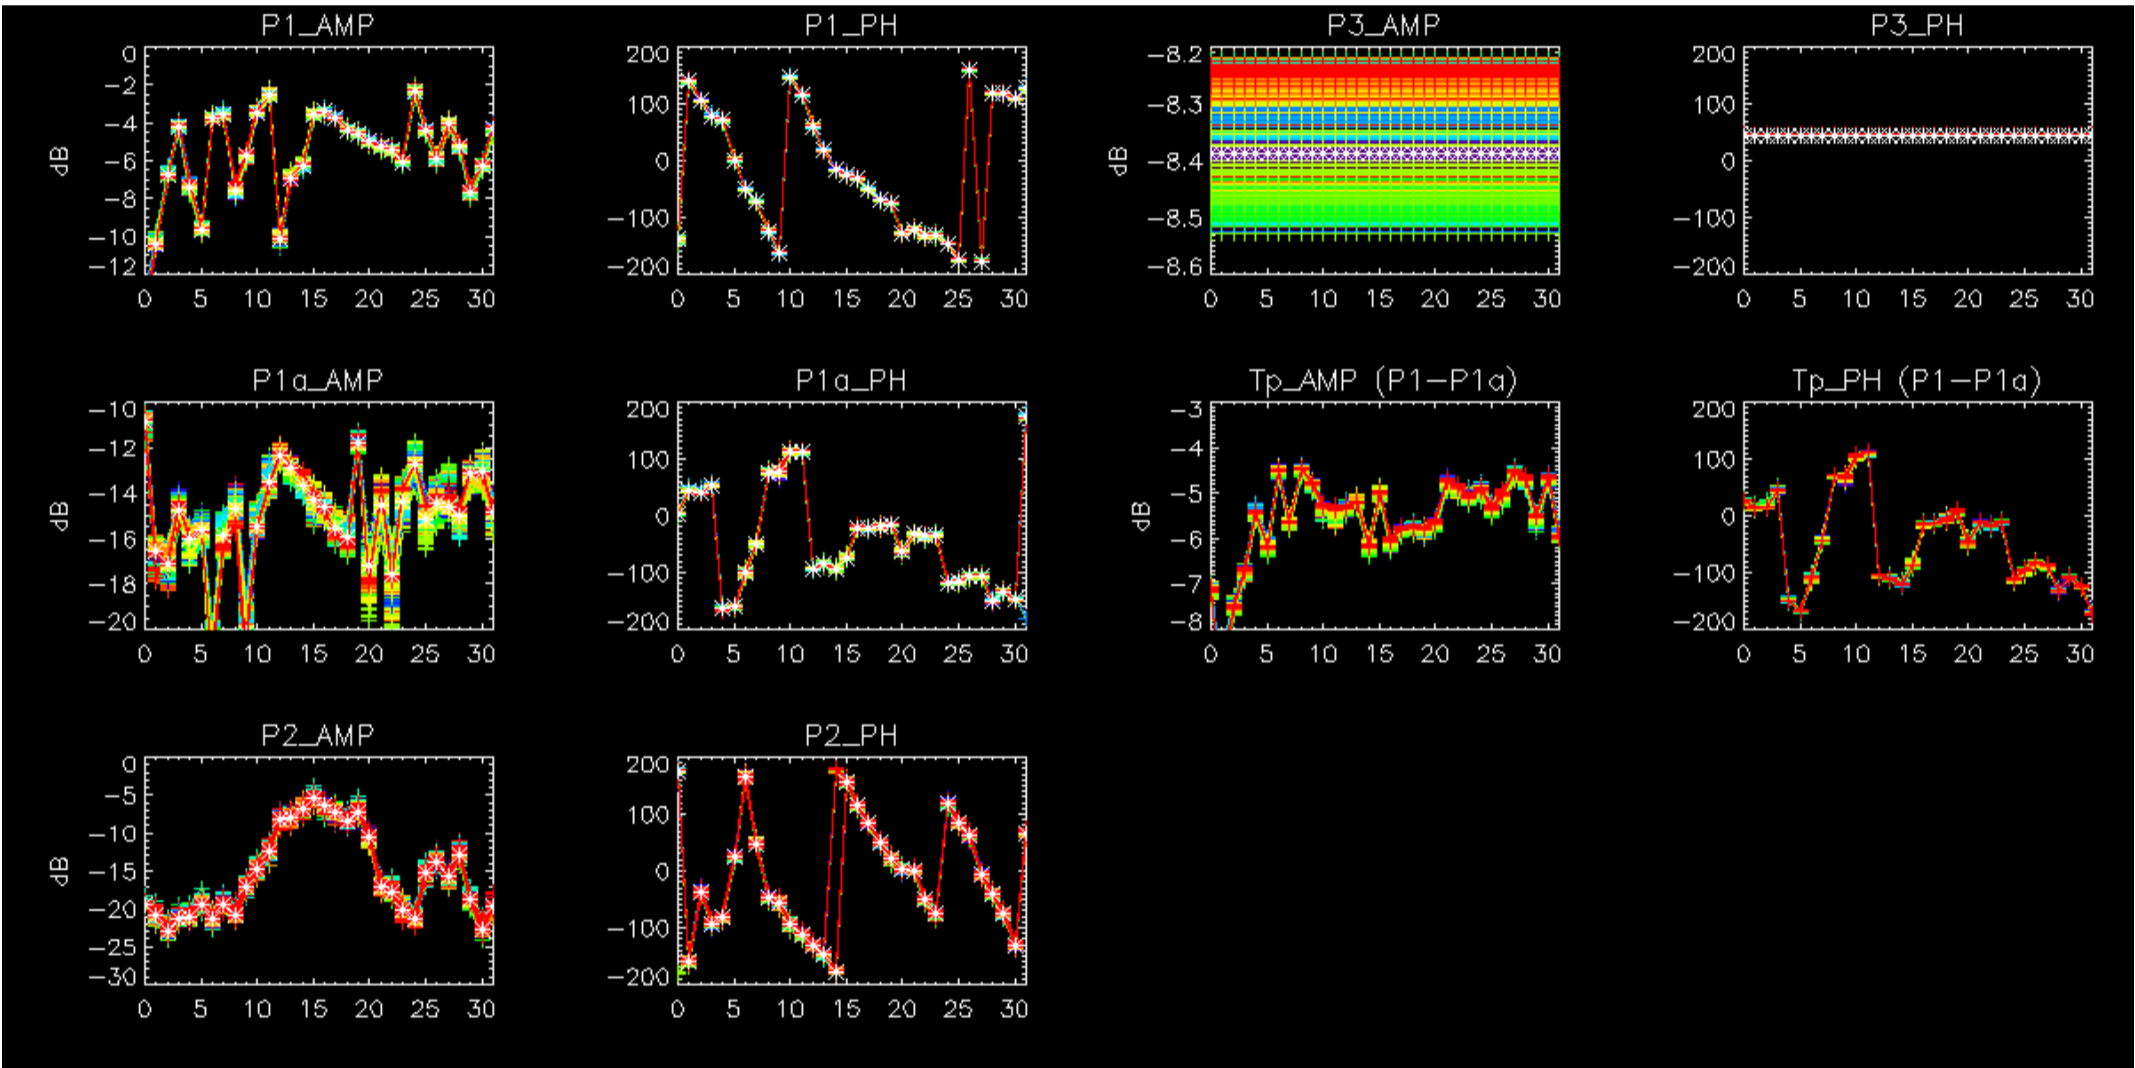 P1_AMP
P1_PH
P3_AMP
P3_PH
0
-2
-4
-6
-8
-10
-12
dB
0 5 10 15 20 25 30
200
100
0
-100
-200
0 5 10 15 20 25 30
-8.2
-8.3
-8.4
-8.5
-8.6
dB
0 5 10 15 20 25 30
200
100
0
-100
-200
0 5 10 15 20 25 30
P1a_AMP
P1a_PH
Tp_AMP (P1-P1a)
Tp_PH (P1-P1a)
-10
-12
-14
-16
-18
-20
dB
0 5 10 15 20 25 30
200
100
0
-100
-200
0 5 10 15 20 25 30
-3
-4
-5
-6
-7
-8
dB
0 5 10 15 20 25 30
200
100
0
-100
-200
0 5 10 15 20 25 30
P2_AMP
P2_PH
0
-5
-10
-15
-20
-25
-30
dB
0 5 10 15 20 25 30
200
100
0
-100
-200
0 5 10 15 20 25 30